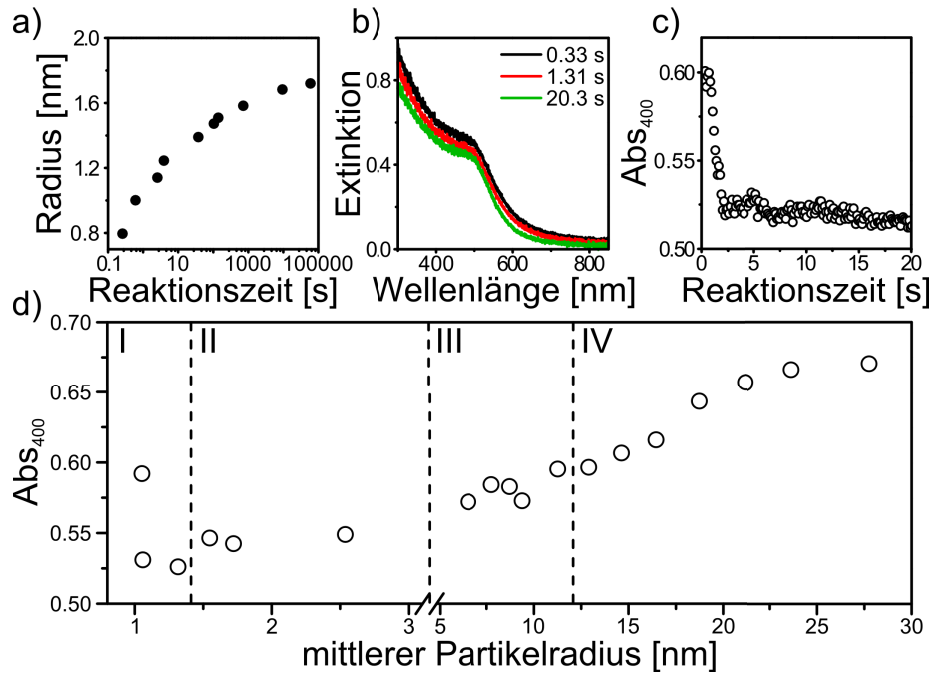 a)
Radius [nm]
2.0
1.6
1.2
0.8
0.1
10
1000
100000
Reaktionszeit [s]
b)
Extinktion
0.8
0.4
0.0
0.33 s
1.31 s
20.3 s
400
600
800
Wellenlänge [nm]
c)
Abs400
0.60
0.55
0.50
0
5
10
15
20
Reaktionszeit [s]
d)
Abs400
0.70
0.65
0.60
0.55
0.50
I
II
III
IV
1
2
3
5
10
15
20
25
30
mittlerer Partikelradius [nm]